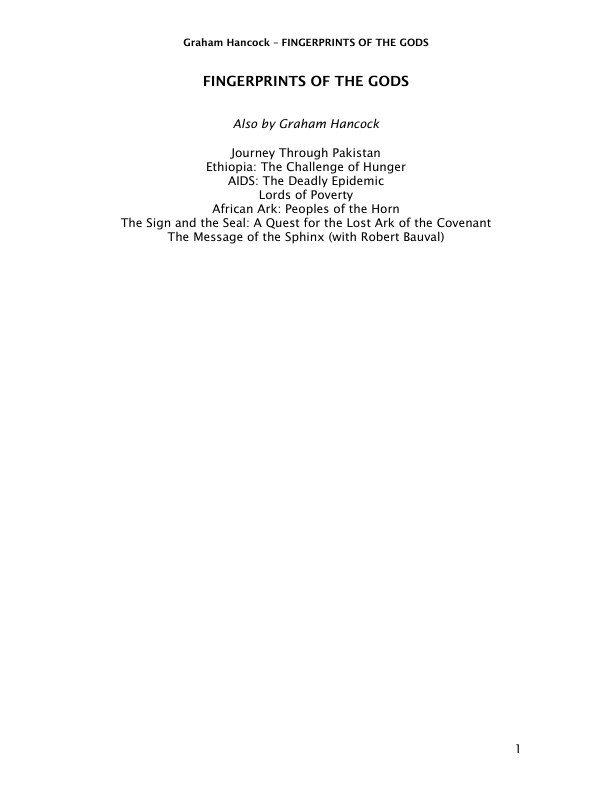 Graham Hancock – FINGERPRINTS OF THE GODS
FINGERPRINTS OF THE GODS
Also by Graham Hancock
Journey Through Pakistan
Ethiopia: The Challenge of Hunger
AIDS: The Deadly Epidemic
Lords of Poverty
African Ark: Peoples of the Horn
The Sign and the Seal: A Quest for the Lost Ark of the Covenant
The Message of the Sphinx (with Robert Bauval)
1